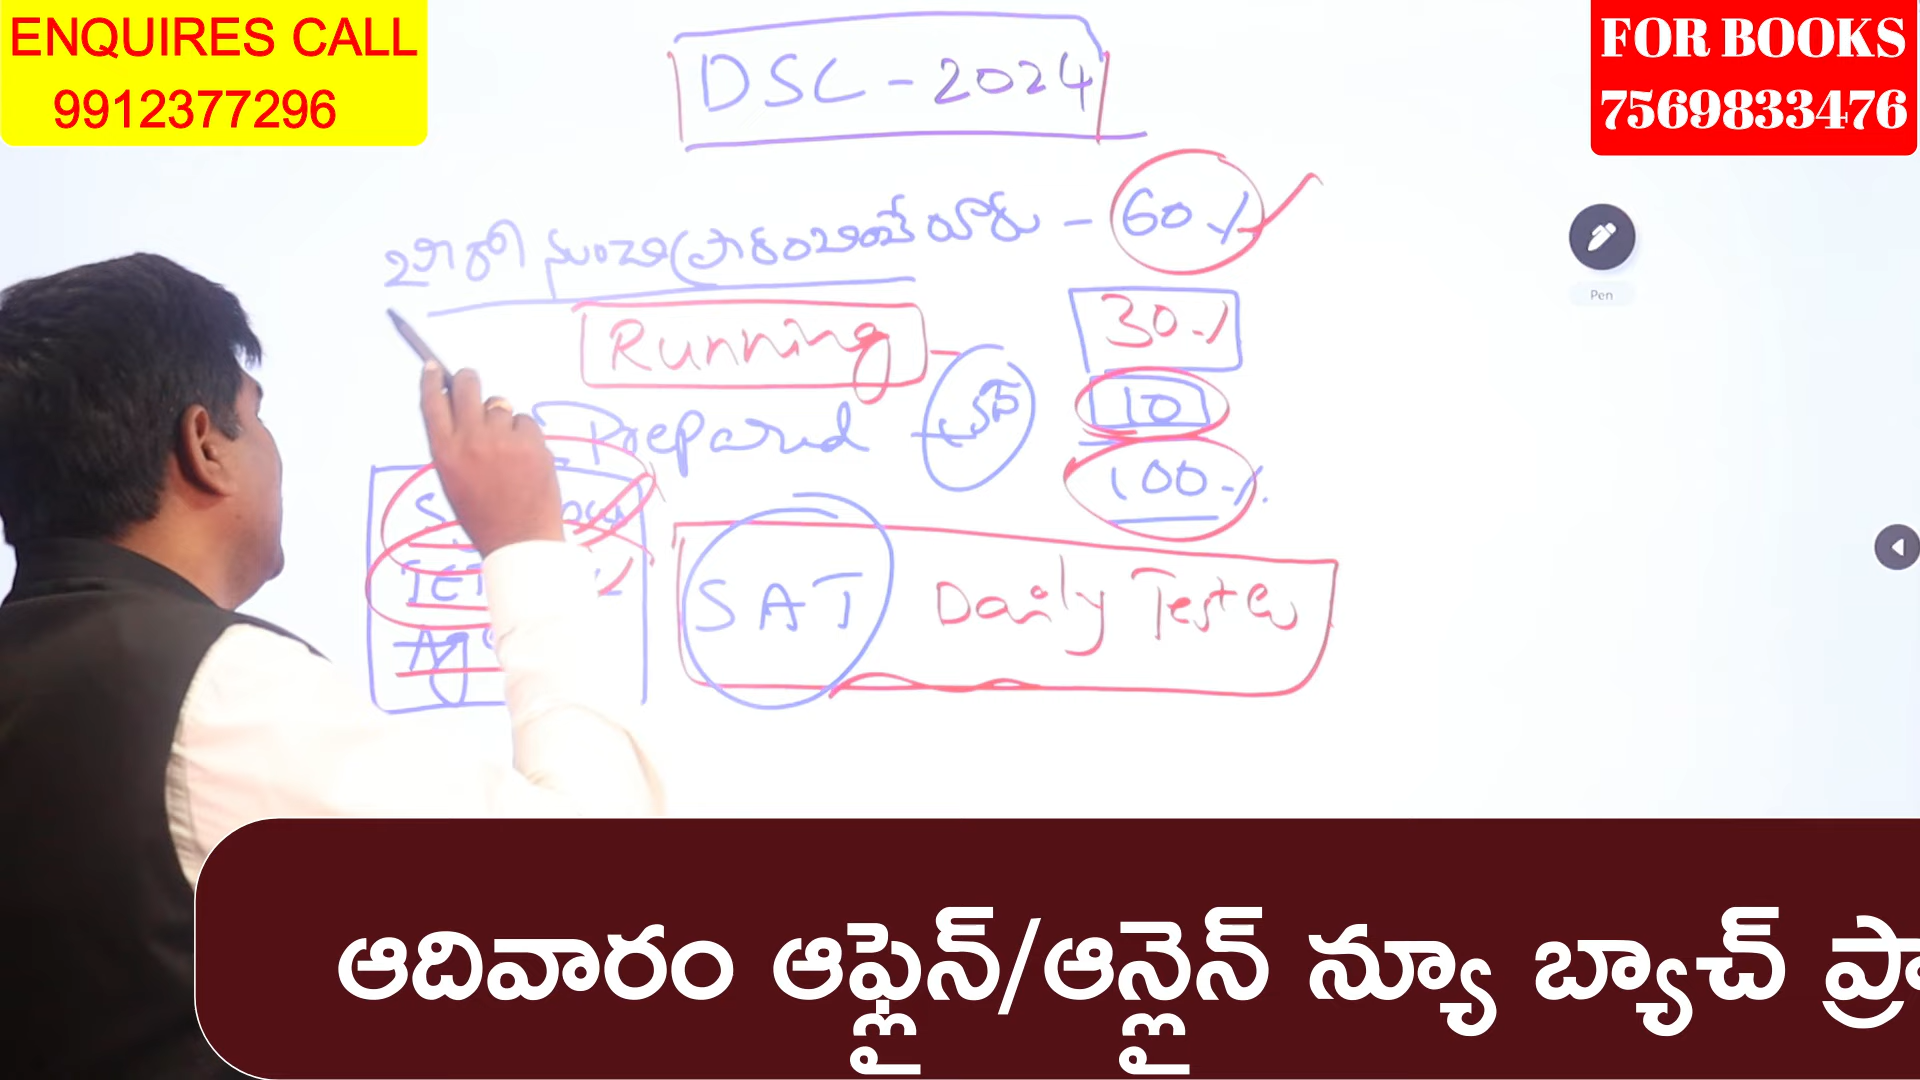 ENQUIRES CALL
9912377296
FOR BOOKS
7569833476
DSC - 2024
నుంచి ప్రారంభించే వారు - 60%
Pen
Running - 30%
Prepared 10
100%
SAT Daily Tests
ఆదివారం ఆఫ్లైన్/ఆన్లైన్ న్యూ బ్యాచ్ ప్రా